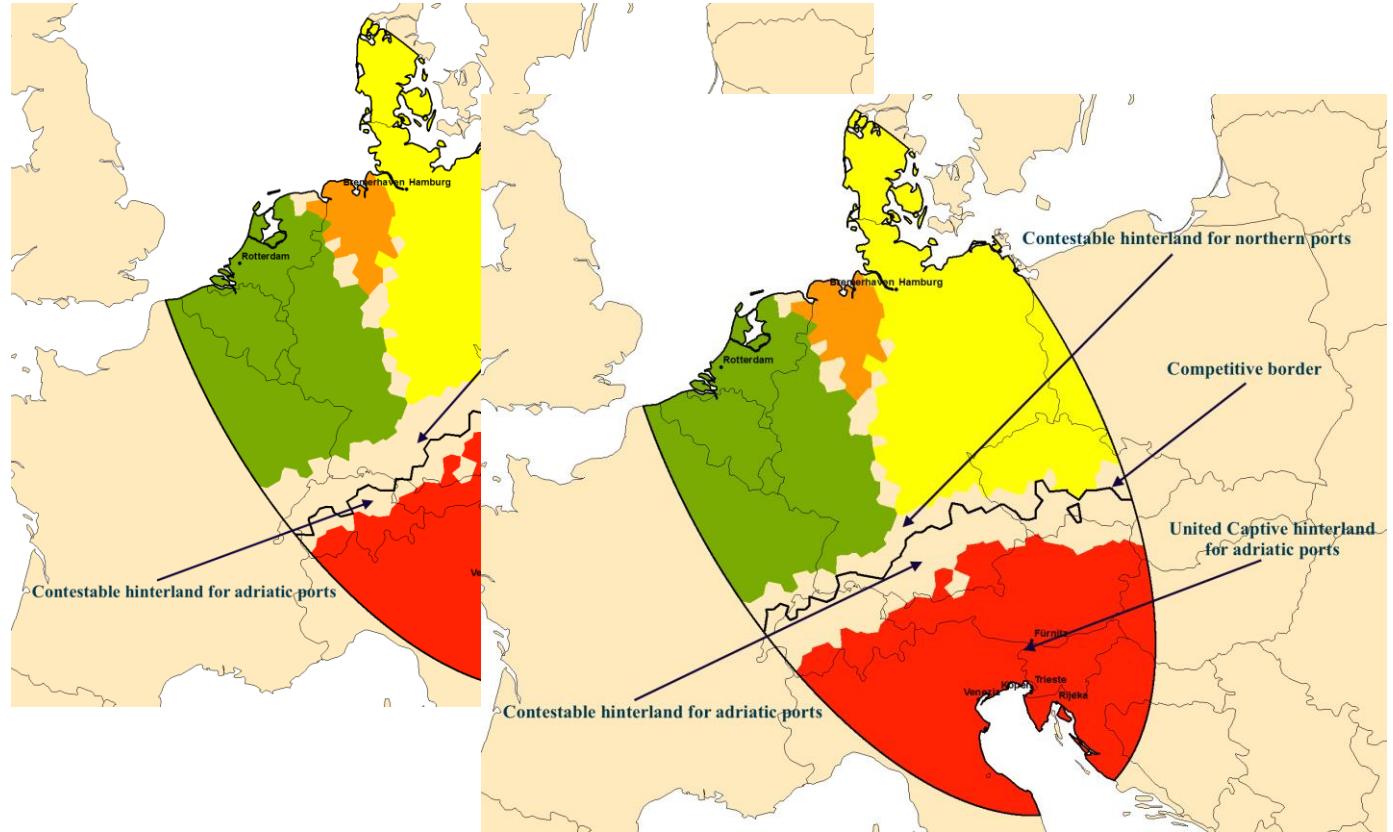 Bremerhaven Hamburg
Rotterdam
Contestable hinterland for adriatic ports
Contestable hinterland for northern ports
Bremerhaven Hamburg
Competitive border
Rotterdam
United Captive hinterland
for adriatic ports
Fürnitz
Koper
Trieste
Venezia
Rijeka
Contestable hinterland for adriatic ports